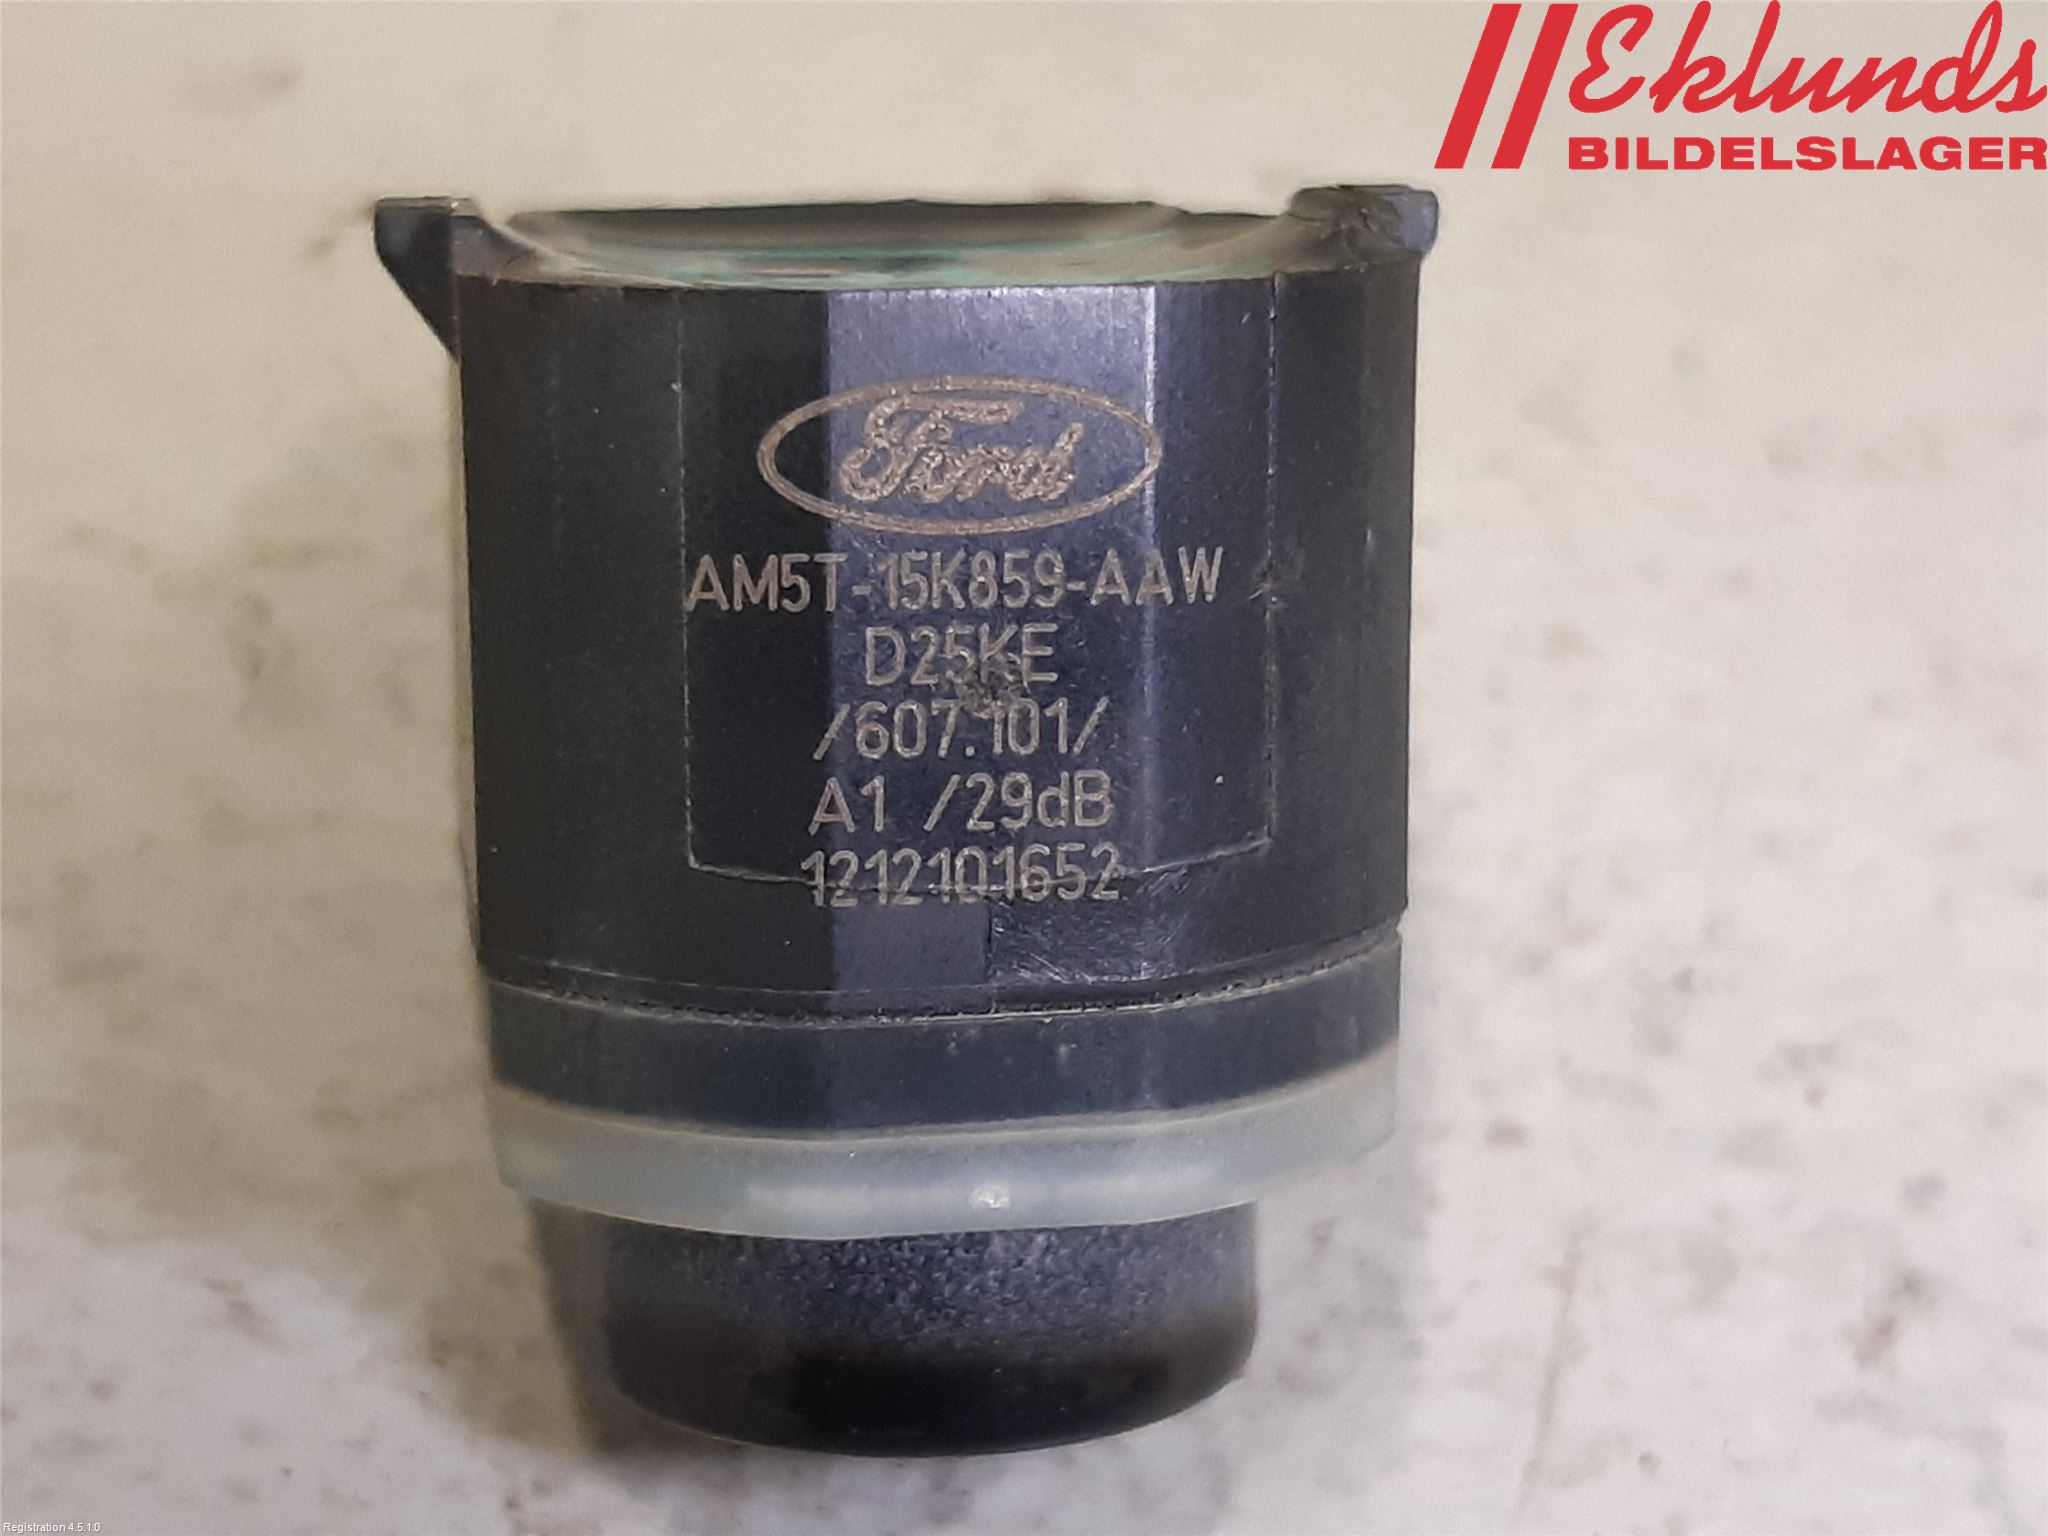 Eklunds
BILDELSLAGER
Ford
AM5T-15K859-AAW
D25KE
/607.101/
A1 /29dB
1212101652
Registration 4.5.1.0